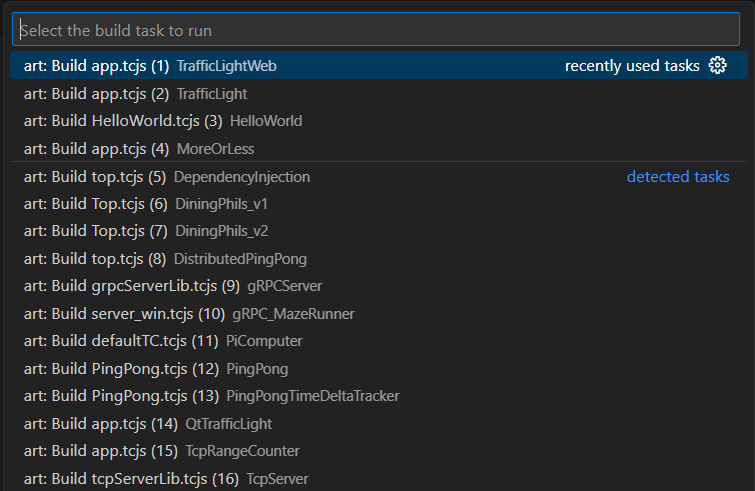 Select the build task to run
art: Build app.tcjs (1) TrafficLightWeb recently used tasks
art: Build app.tcjs (2) TrafficLight
art: Build HelloWorld.tcjs (3) HelloWorld
art: Build app.tcjs (4) MoreOrLess
art: Build top.tcjs (5) DependencyInjection detected tasks
art: Build Top.tcjs (6) DiningPhils_v1
art: Build Top.tcjs (7) DiningPhils_v2
art: Build top.tcjs (8) DistributedPingPong
art: Build grpcServerLib.tcjs (9) gRPCServer
art: Build server_win.tcjs (10) gRPC_MazeRunner
art: Build defaultTC.tcjs (11) PiComputer
art: Build PingPong.tcjs (12) PingPong
art: Build PingPong.tcjs (13) PingPongTimeDeltaTracker
art: Build app.tcjs (14) QtTrafficLight
art: Build app.tcjs (15) TcpRangeCounter
art: Build tcpServerLib.tcjs (16) TcpServer